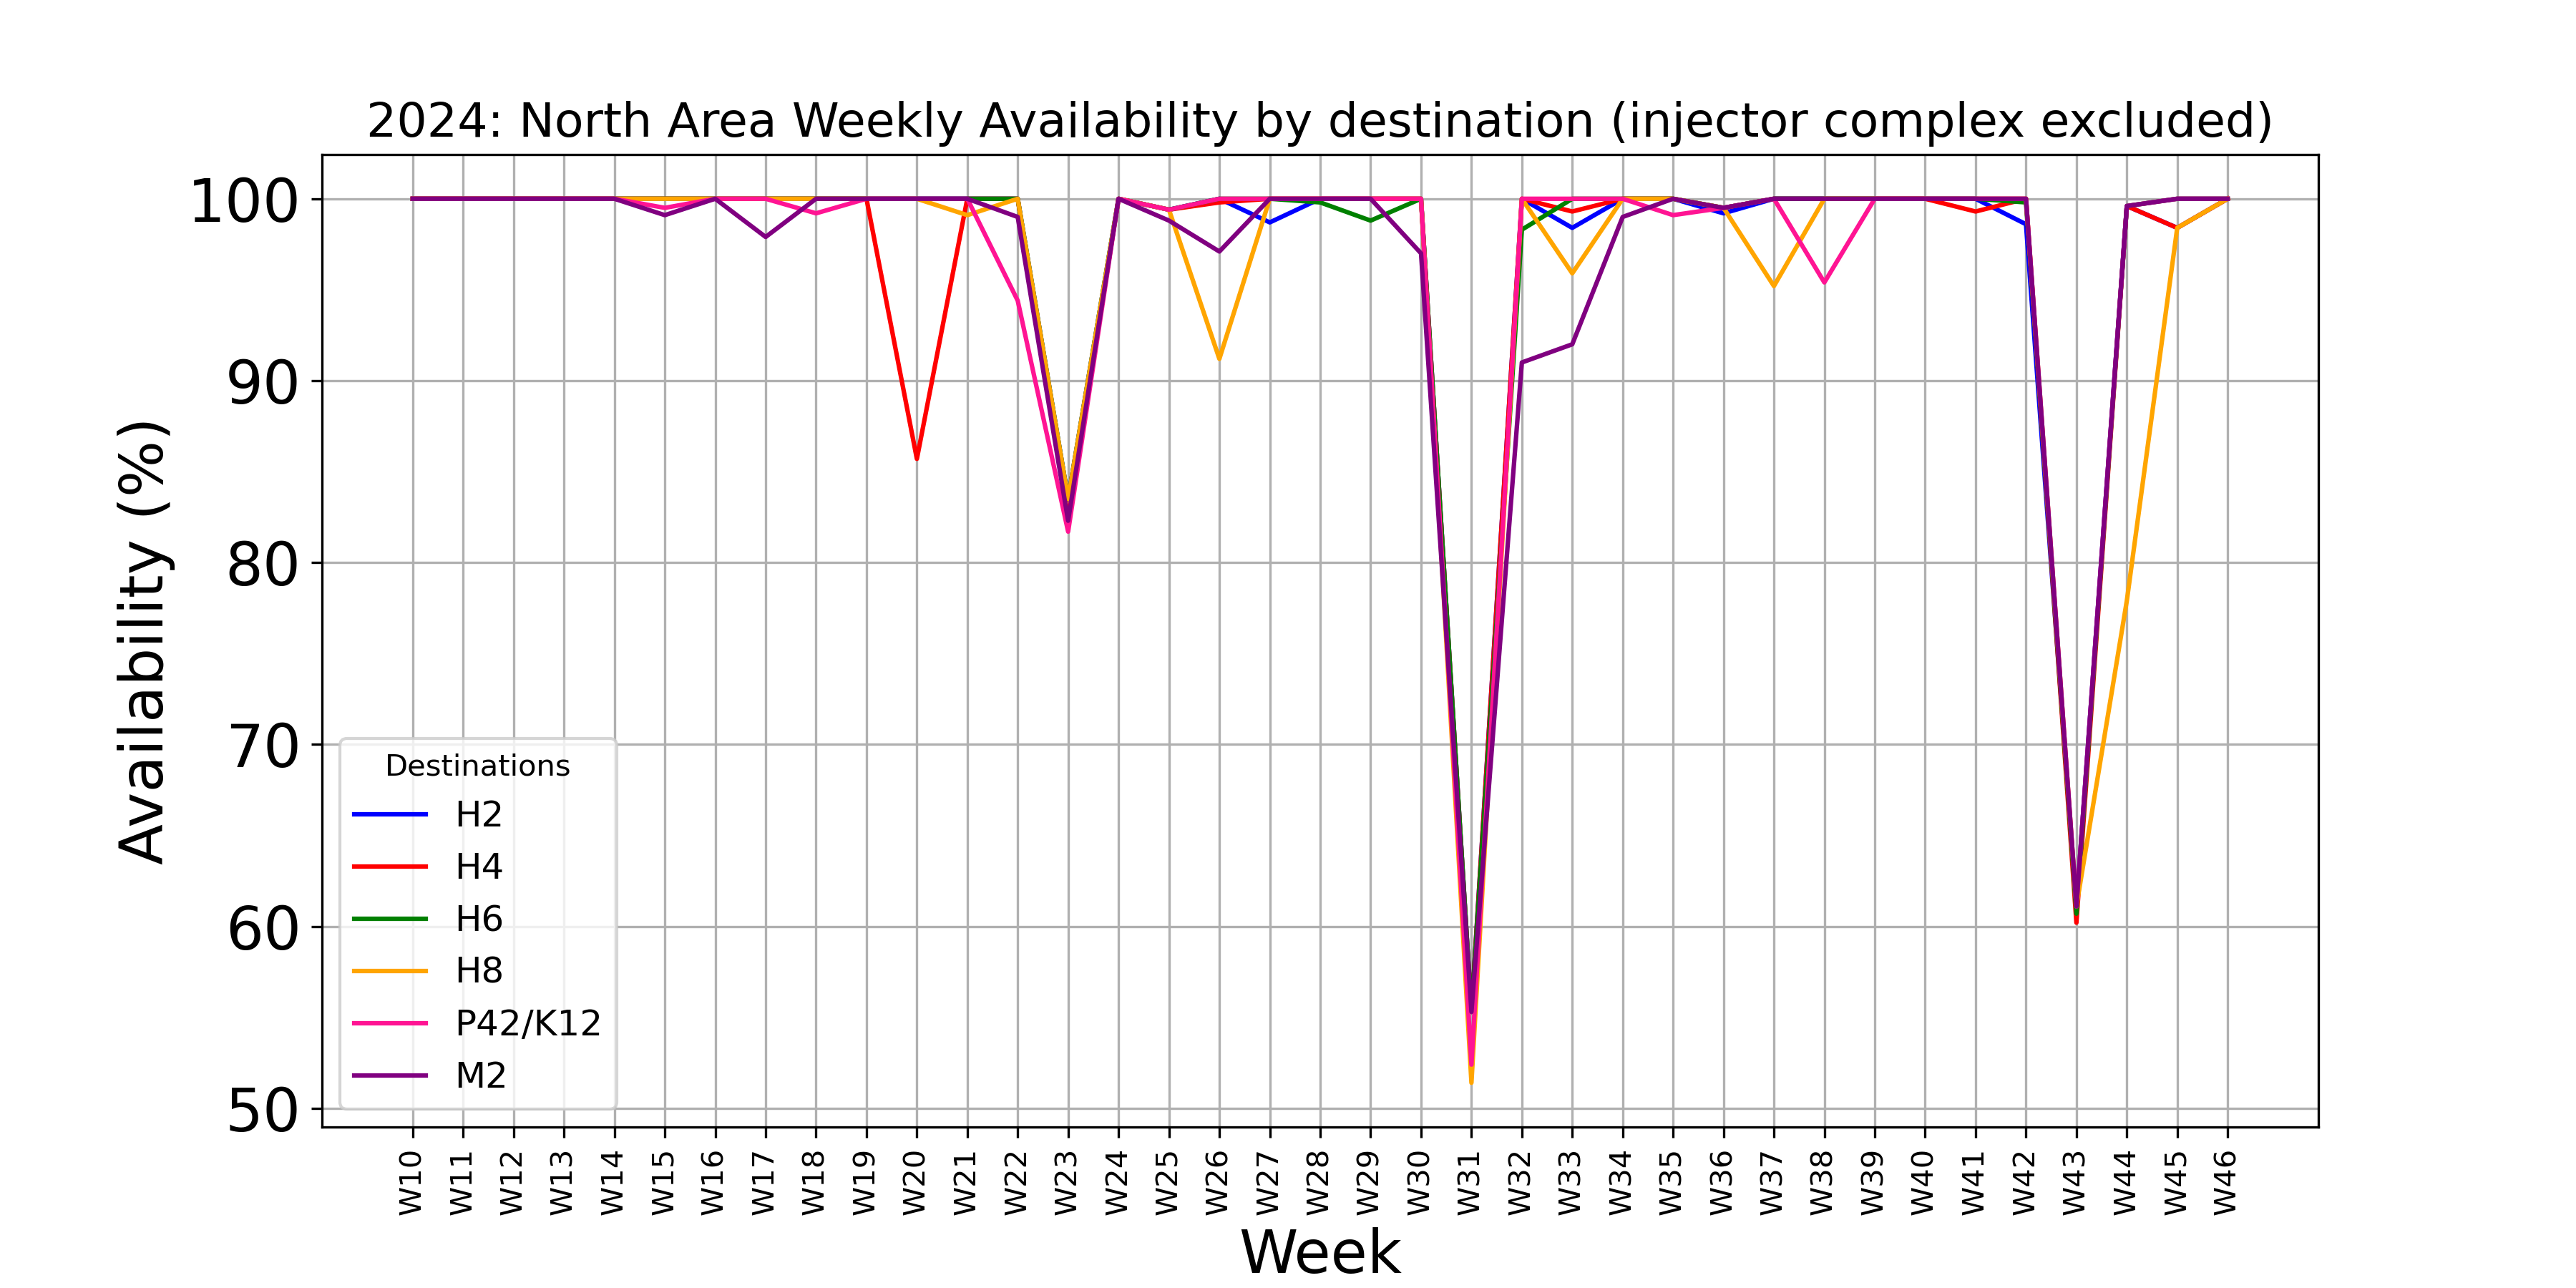 2024: North Area Weekly Availability by destination (injector complex excluded)
Availability (%)
100
90
80
70
60
50
Destinations
H2
H4
H6
H8
P42/K12
M2
W10 W11 W12 W13 W14 W15 W16 W17 W18 W19 W20 W21 W22 W23 W24 W25 W26 W27 W28 W29 W30 W31 W32 W33 W34 W35 W36 W37 W38 W39 W40 W41 W42 W43 W44 W45 W46
Week